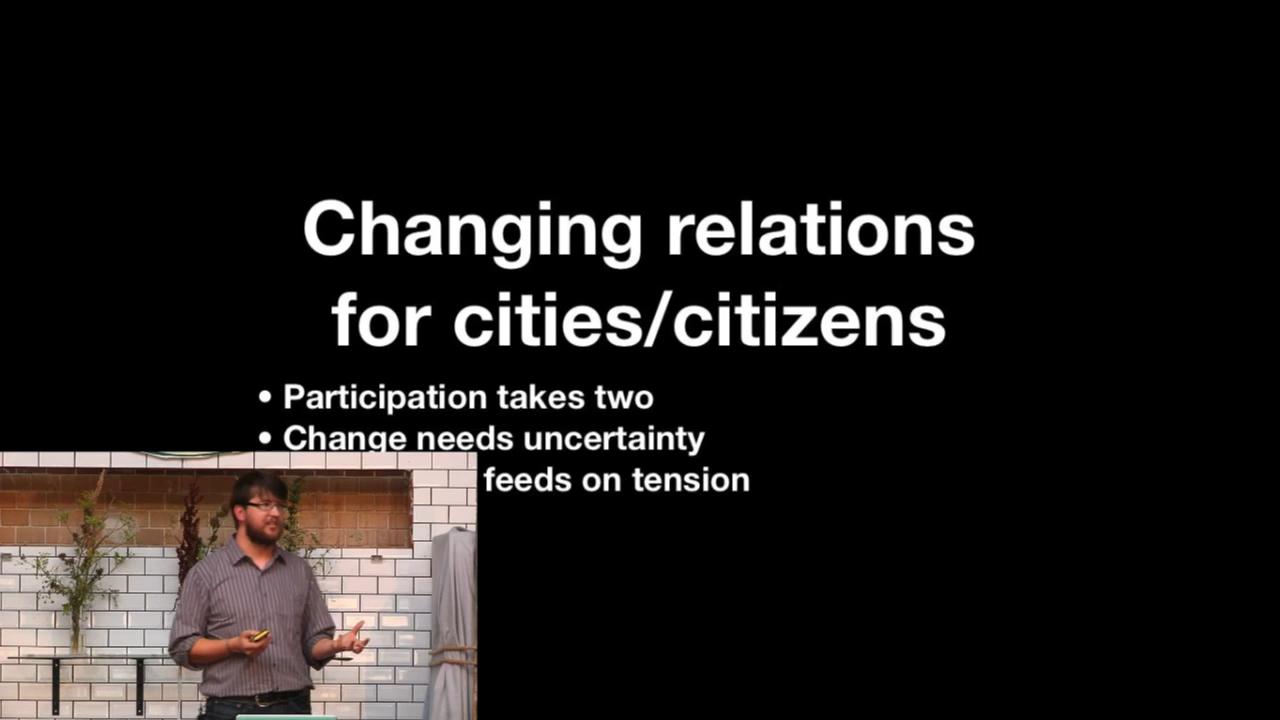 Changing relations
for cities/citizens
• Participation takes two
• Change needs uncertainty
feeds on tension